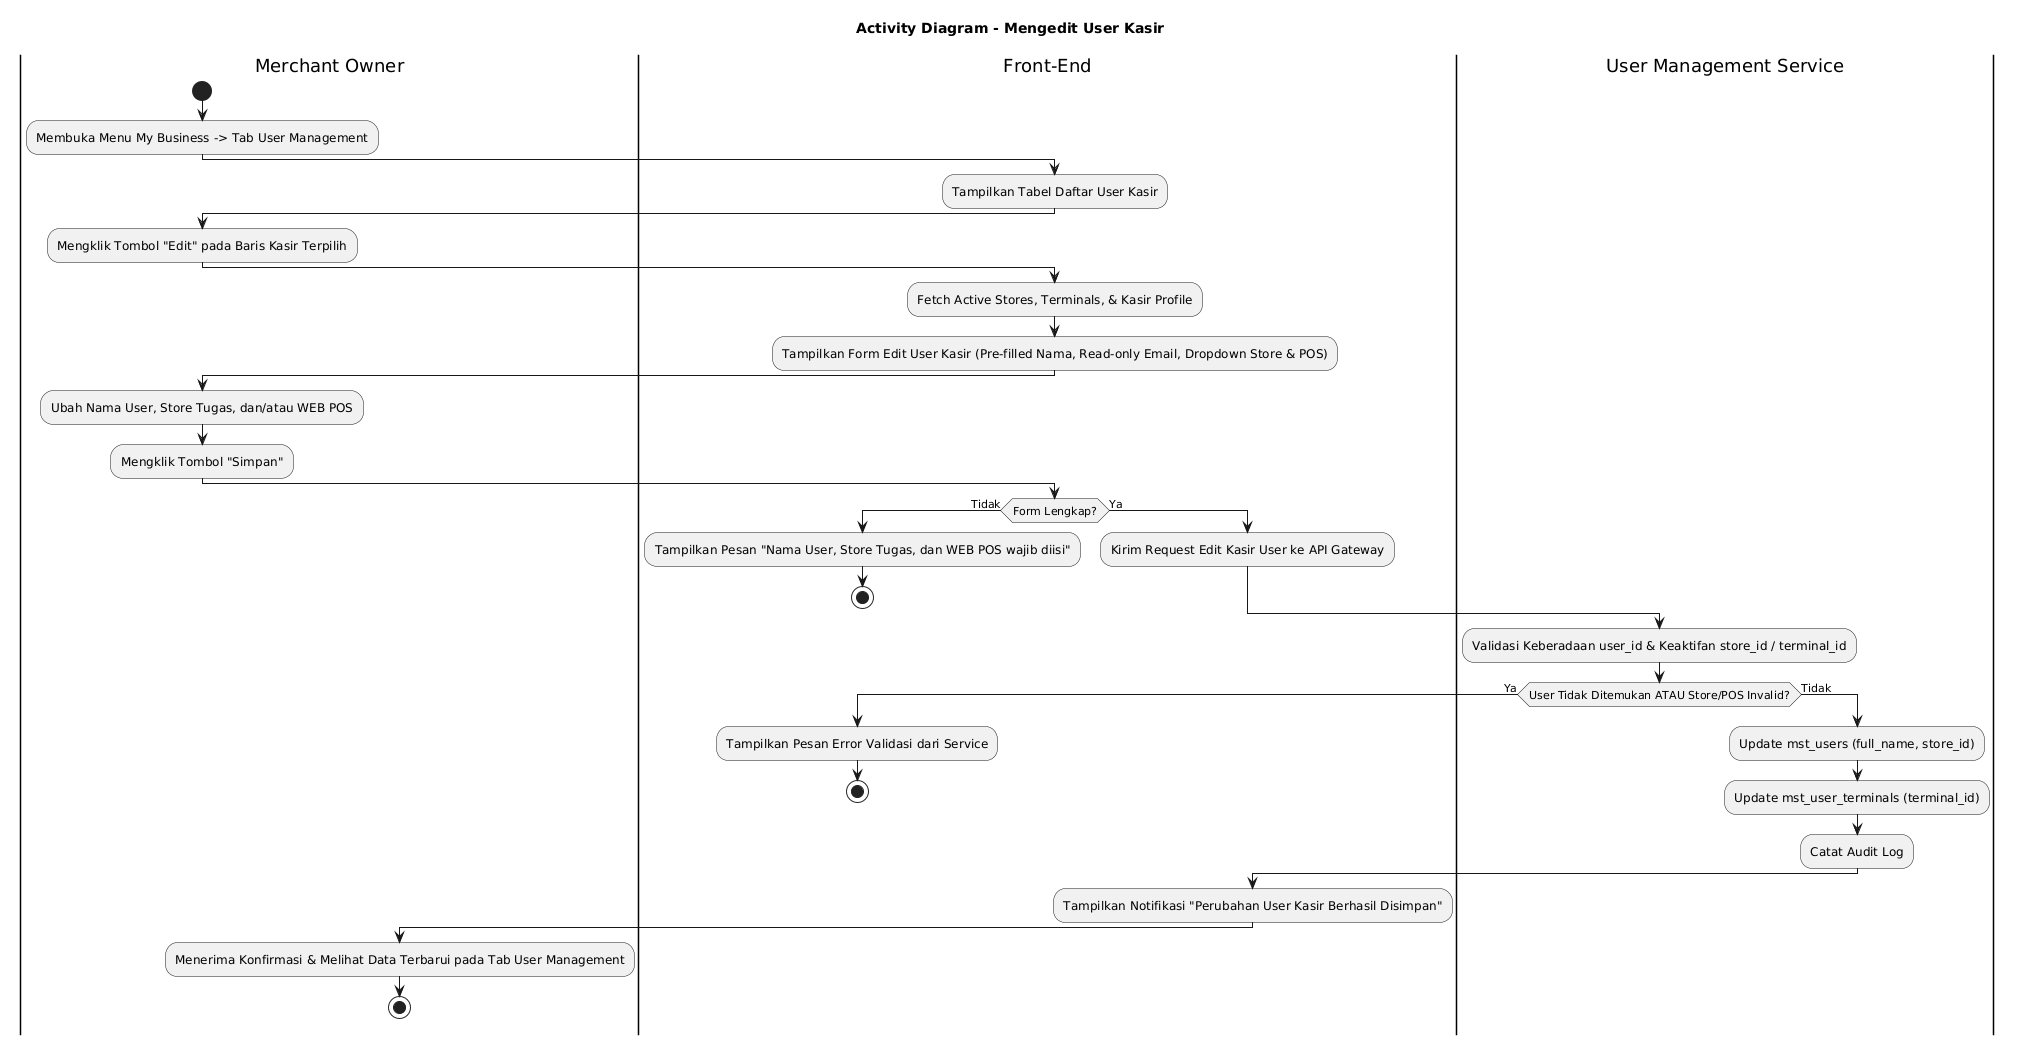 Activity Diagram - Mengedit User Kasir
Merchant Owner
Front-End
User Management Service
Membuka Menu My Business -> Tab User Management
Tampilkan Tabel Daftar User Kasir
Mengklik Tombol "Edit" pada Baris Kasir Terpilih
Fetch Active Stores, Terminals, & Kasir Profile
Tampilkan Form Edit User Kasir (Pre-filled Nama, Read-only Email, Dropdown Store & POS)
Ubah Nama User, Store Tugas, dan/atau WEB POS
Mengklik Tombol "Simpan"
Tidak
Form Lengkap?
Ya
Tampilkan Pesan "Nama User, Store Tugas, dan WEB POS wajib diisi"
Kirim Request Edit Kasir User ke API Gateway
Validasi Keberadaan user_id & Keaktifan store_id / terminal_id
Ya
User Tidak Ditemukan ATAU Store/POS Invalid?
Tidak
Tampilkan Pesan Error Validasi dari Service
Update mst_users (full_name, store_id)
Update mst_user_terminals (terminal_id)
Catat Audit Log
Tampilkan Notifikasi "Perubahan User Kasir Berhasil Disimpan"
Menerima Konfirmasi & Melihat Data Terbarui pada Tab User Management